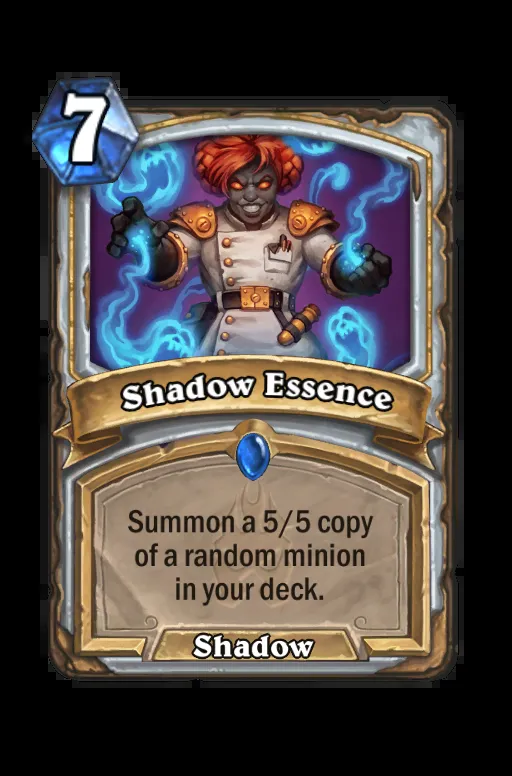 7
Shadow Essence
Summon a 5/5 copy
of a random minion
in your deck.
Shadow